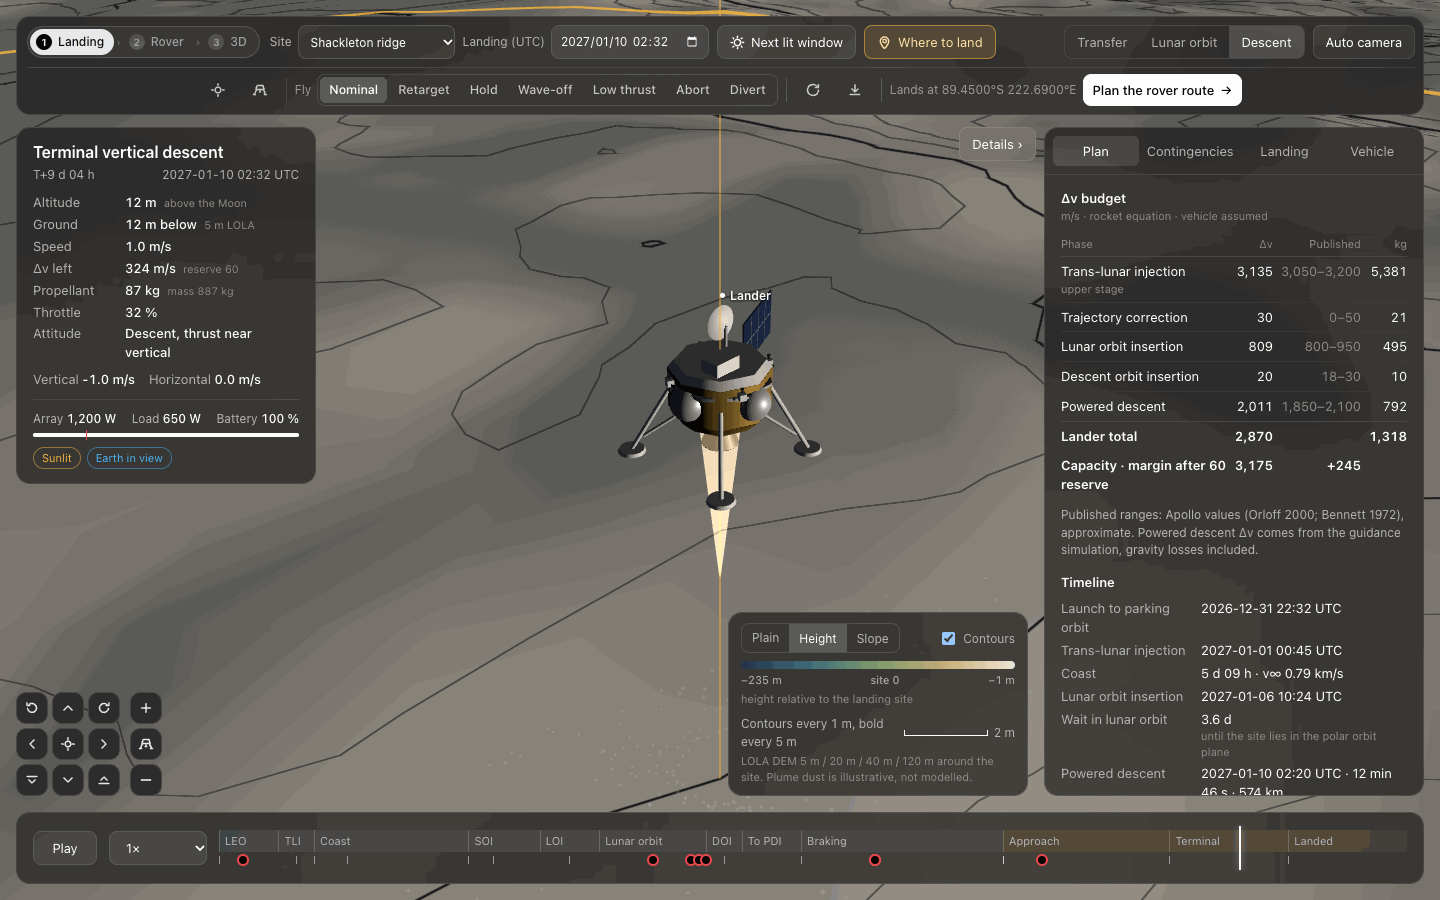 1 Landing › 2 Rover › 3 3D Site Shackleton ridge Landing (UTC) 2027/01/10 02:32 Next lit window Where to land Transfer Lunar orbit Descent Auto camera
Fly Nominal Retarget Hold Wave-off Low thrust Abort Divert Lands at 89.4500°S 222.6900°E Plan the rover route →
Terminal vertical descent
T+9 d 04 h 2027-01-10 02:32 UTC
Altitude 12 m above the Moon
Ground 12 m below 5 m LOLA
Speed 1.0 m/s
Δv left 324 m/s reserve 60
Propellant 87 kg mass 887 kg
Throttle 32 %
Attitude Descent, thrust near
vertical
Vertical -1.0 m/s Horizontal 0.0 m/s
Array 1,200 W Load 650 W Battery 100 %
Sunlit Earth in view
Details ›
Lander
Plan Contingencies Landing Vehicle
Δv budget
m/s · rocket equation · vehicle assumed
Phase Δv Published kg
Trans-lunar injection 3,135 3,050–3,200 5,381
upper stage
Trajectory correction 30 0–50 21
Lunar orbit insertion 809 800–950 495
Descent orbit insertion 20 18–30 10
Powered descent 2,011 1,850–2,100 792
Lander total 2,870 1,318
Capacity · margin after 60 3,175 +245
reserve
Published ranges: Apollo values (Orloff 2000; Bennett 1972),
approximate. Powered descent Δv comes from the guidance
simulation, gravity losses included.
Timeline
Launch to parking 2026-12-31 22:32 UTC
orbit
Trans-lunar injection 2027-01-01 00:45 UTC
Coast 5 d 09 h · v∞ 0.79 km/s
Lunar orbit insertion 2027-01-06 10:24 UTC
Wait in lunar orbit 3.6 d
until the site lies in the polar orbit
plane
Powered descent 2027-01-10 02:20 UTC · 12 min
46 s · 574 km
Plain Height Slope Contours
−235 m site 0 −1 m
height relative to the landing site
Contours every 1 m, bold
every 5 m 2 m
LOLA DEM 5 m / 20 m / 40 m / 120 m around the
site. Plume dust is illustrative, not modelled.
Play 1× LEO TLI Coast SOI LOI Lunar orbit DOI To PDI Braking Approach Terminal Landed